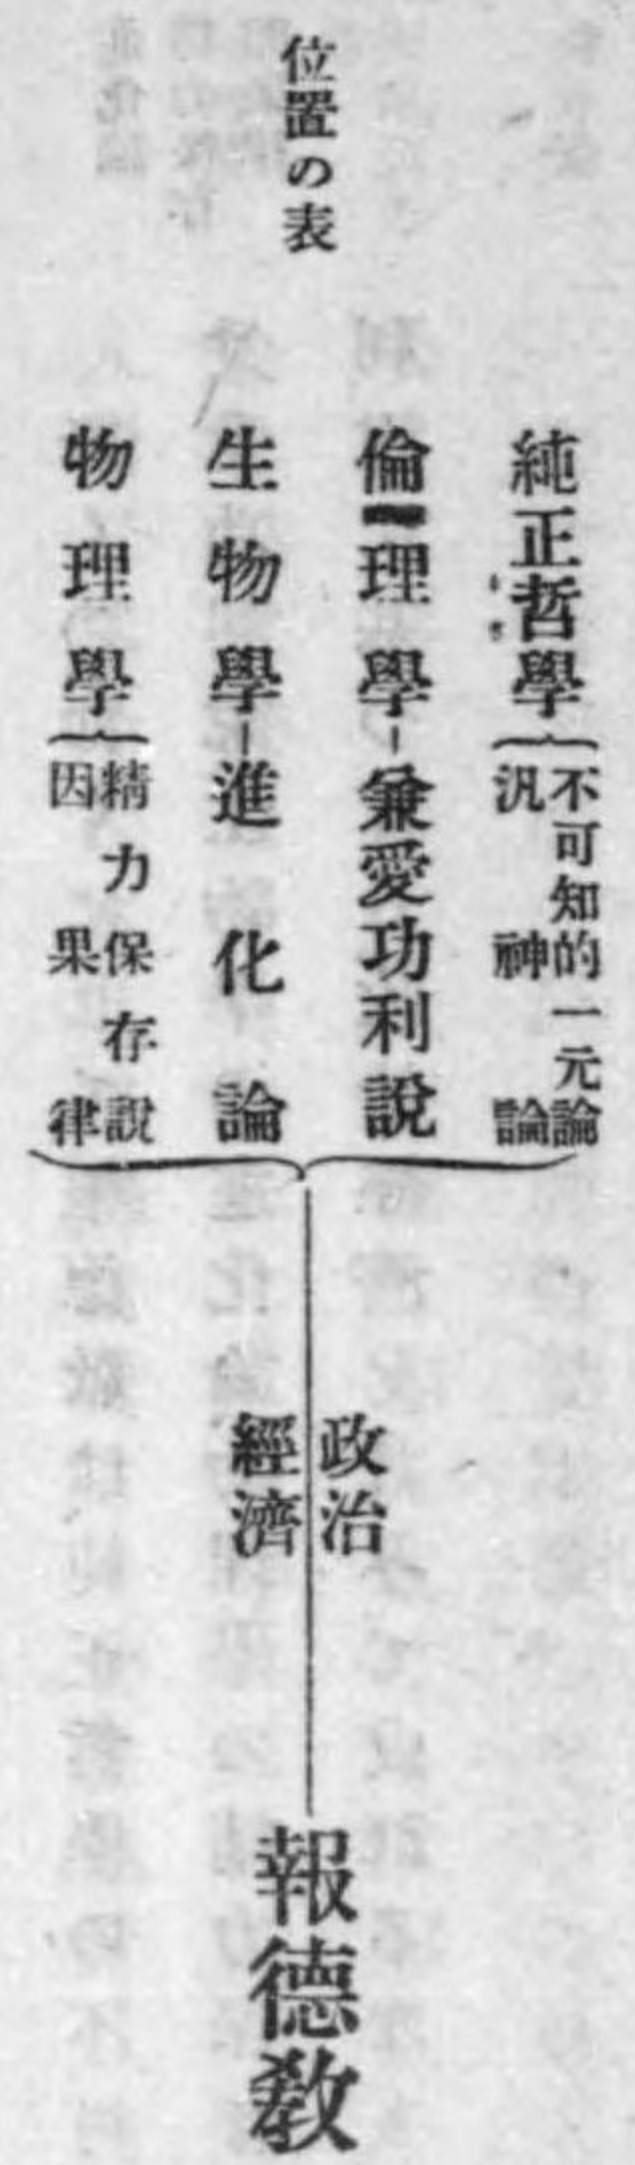 位置の表
純正哲學
不可知的一元論
汎神論
倫理學
兼愛功利說
生物學
進化論
物理學
精力保存說
因果律
政治
經濟
報德教